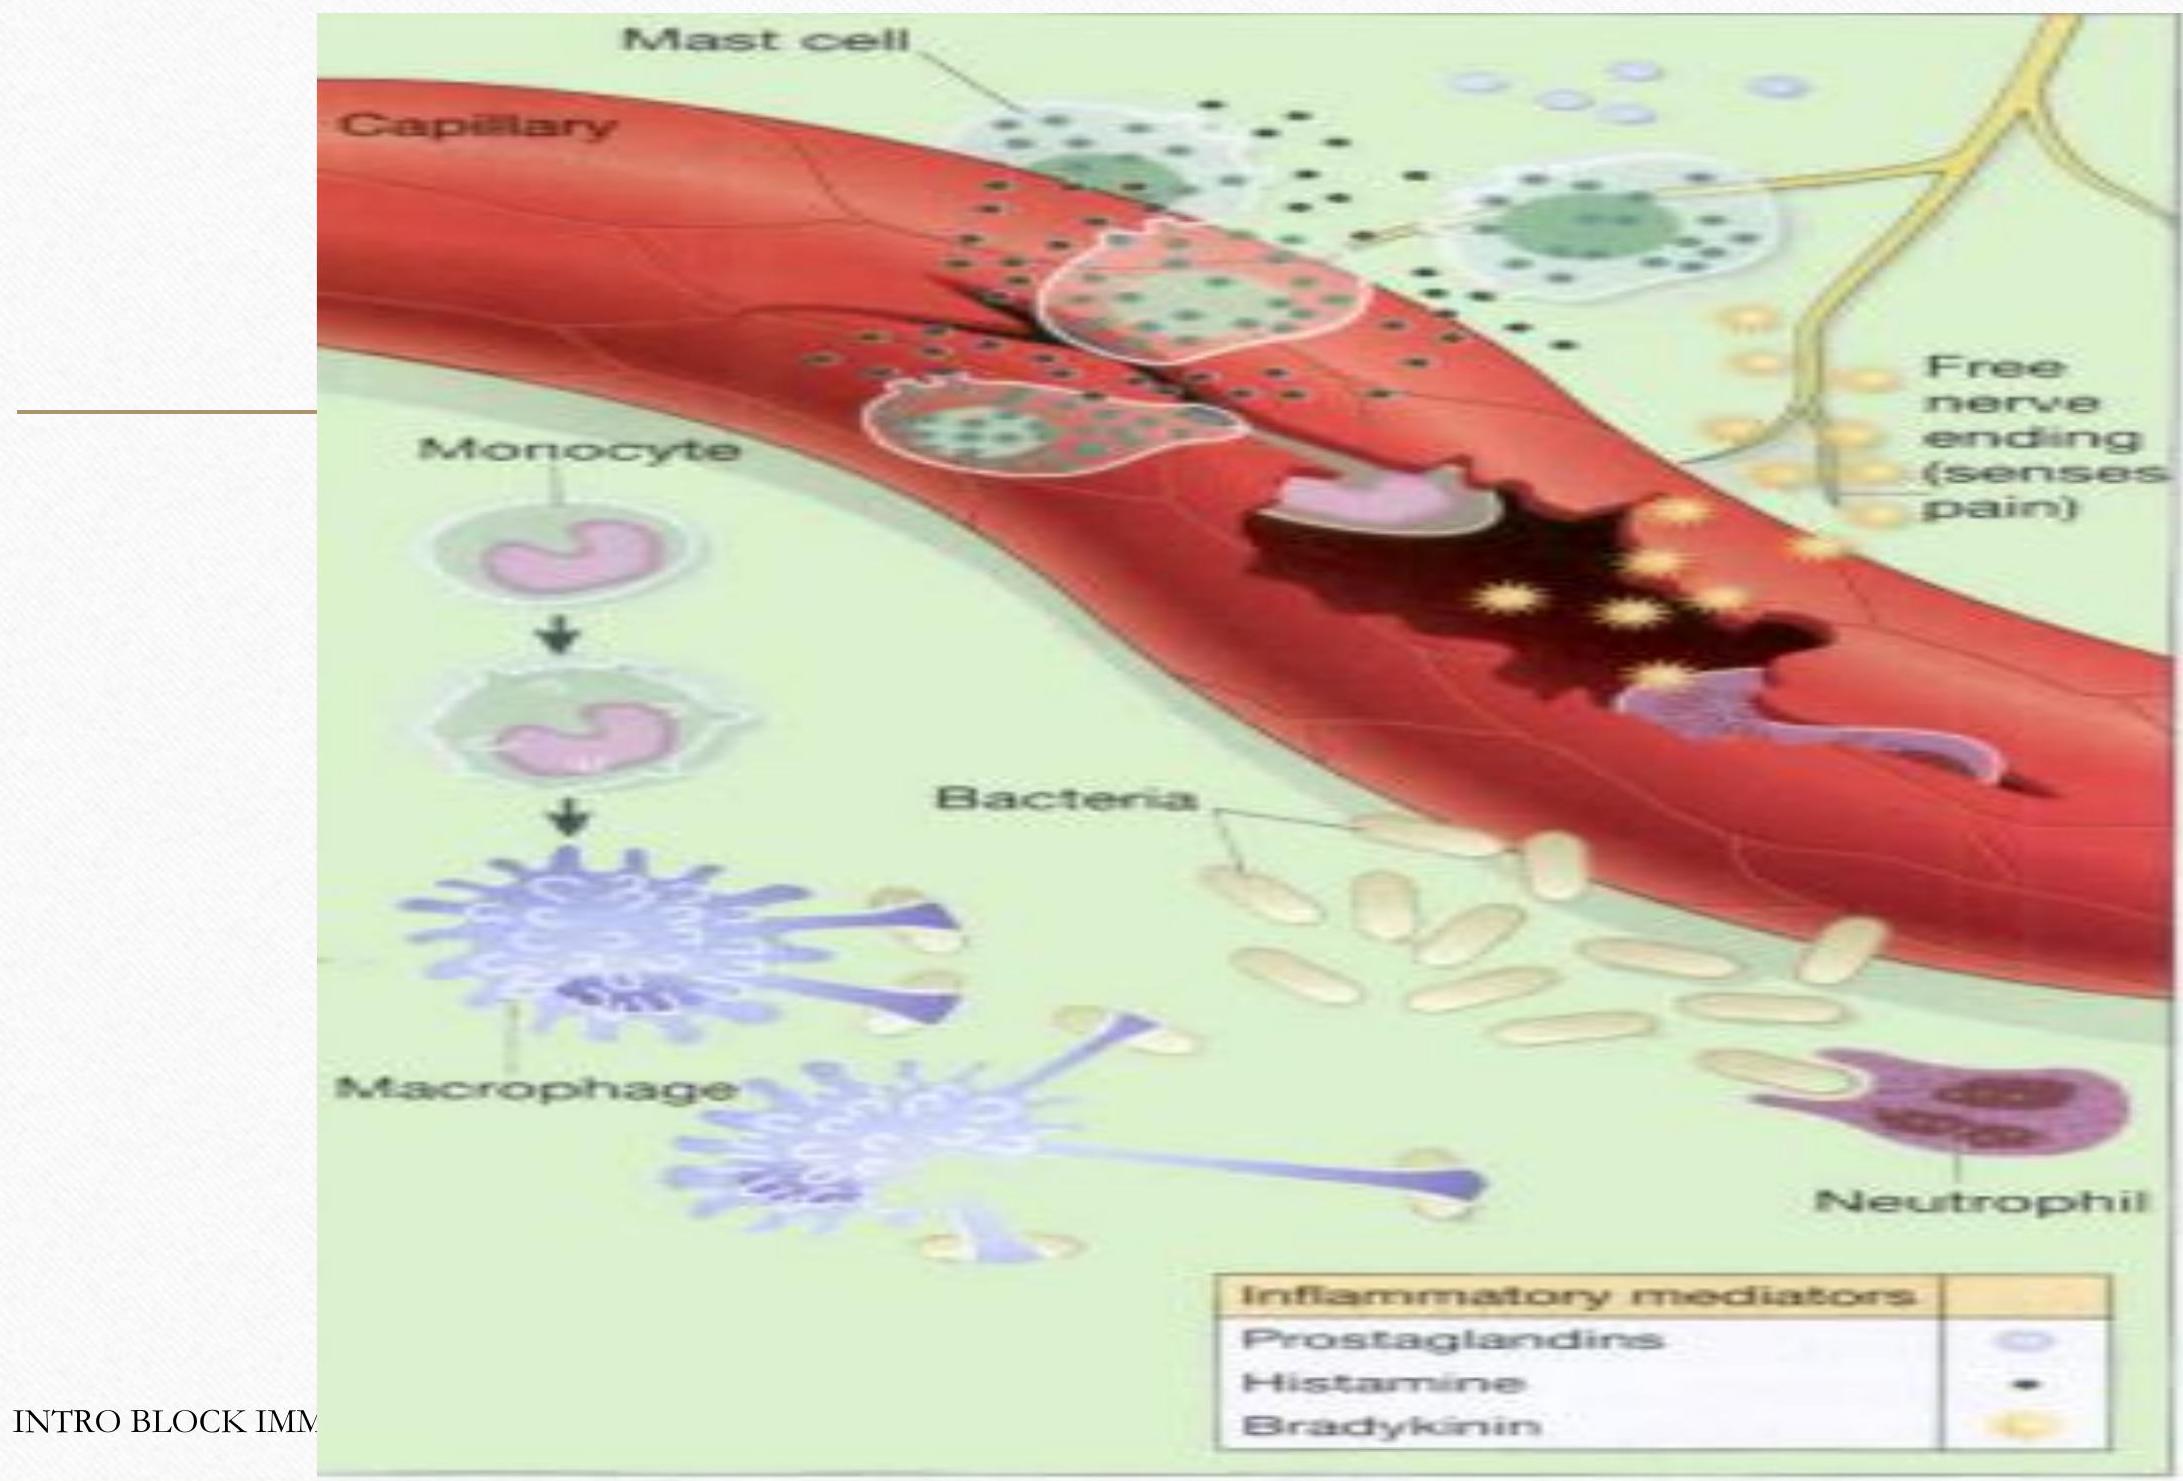 Mast cell
Capillary
Free
nerve
ending
(senses
pain)
Monocyte
Bacteria
Macrophage
Neutrophil
Inflammatory mediators
Prostaglandins
Histamine
Bradykinin
INTRO BLOCK IMM